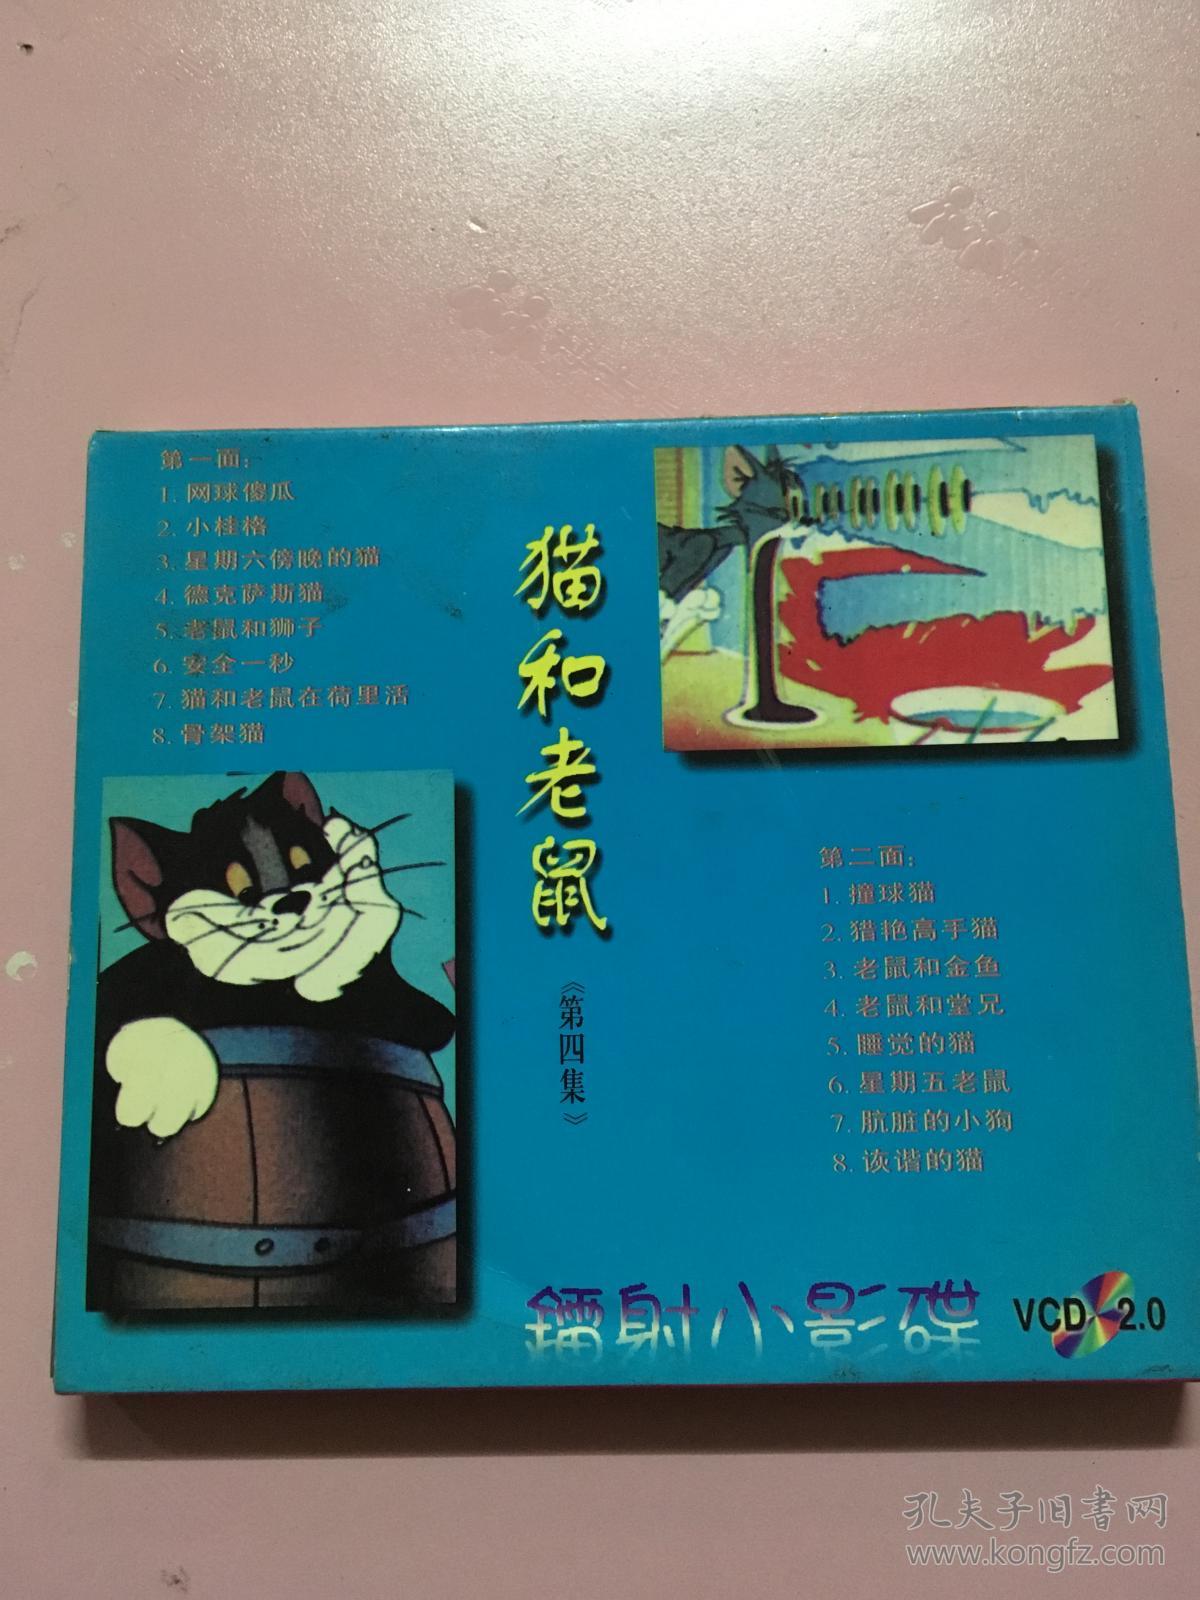 第一面:
1. 网球傻瓜
2. 小桂格
3. 星期六傍晚的猫
4. 德克萨斯猫
5. 老鼠和狮子
6. 安全一秒
7. 猫和老鼠在荷里活
8. 骨架猫
猫和老鼠
《第四集》
第二面:
1. 撞球猫
2. 猎艳高手猫
3. 老鼠和金鱼
4. 老鼠和堂兄
5. 睡觉的猫
6. 星期五老鼠
7. 肮脏的小狗
8. 诙谐的猫
镭射小影碟
VCD 2.0
孔夫子旧书网
www.kongfz.com